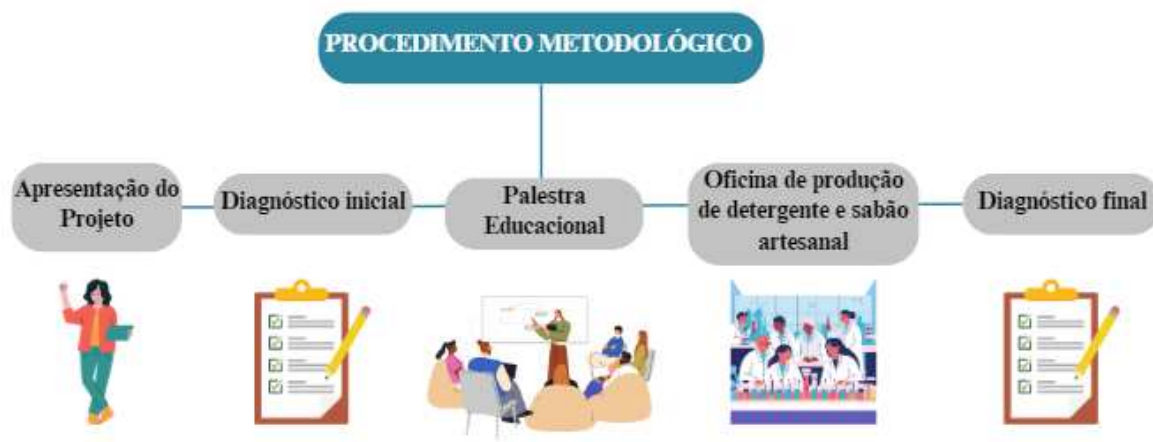 PROCEDIMENTO METODOLÓGICO
Apresentação do
Projeto
Diagnóstico inicial
Palestra
Educacional
Oficina de produção
de detergente e sabão
artesanal
Diagnóstico final